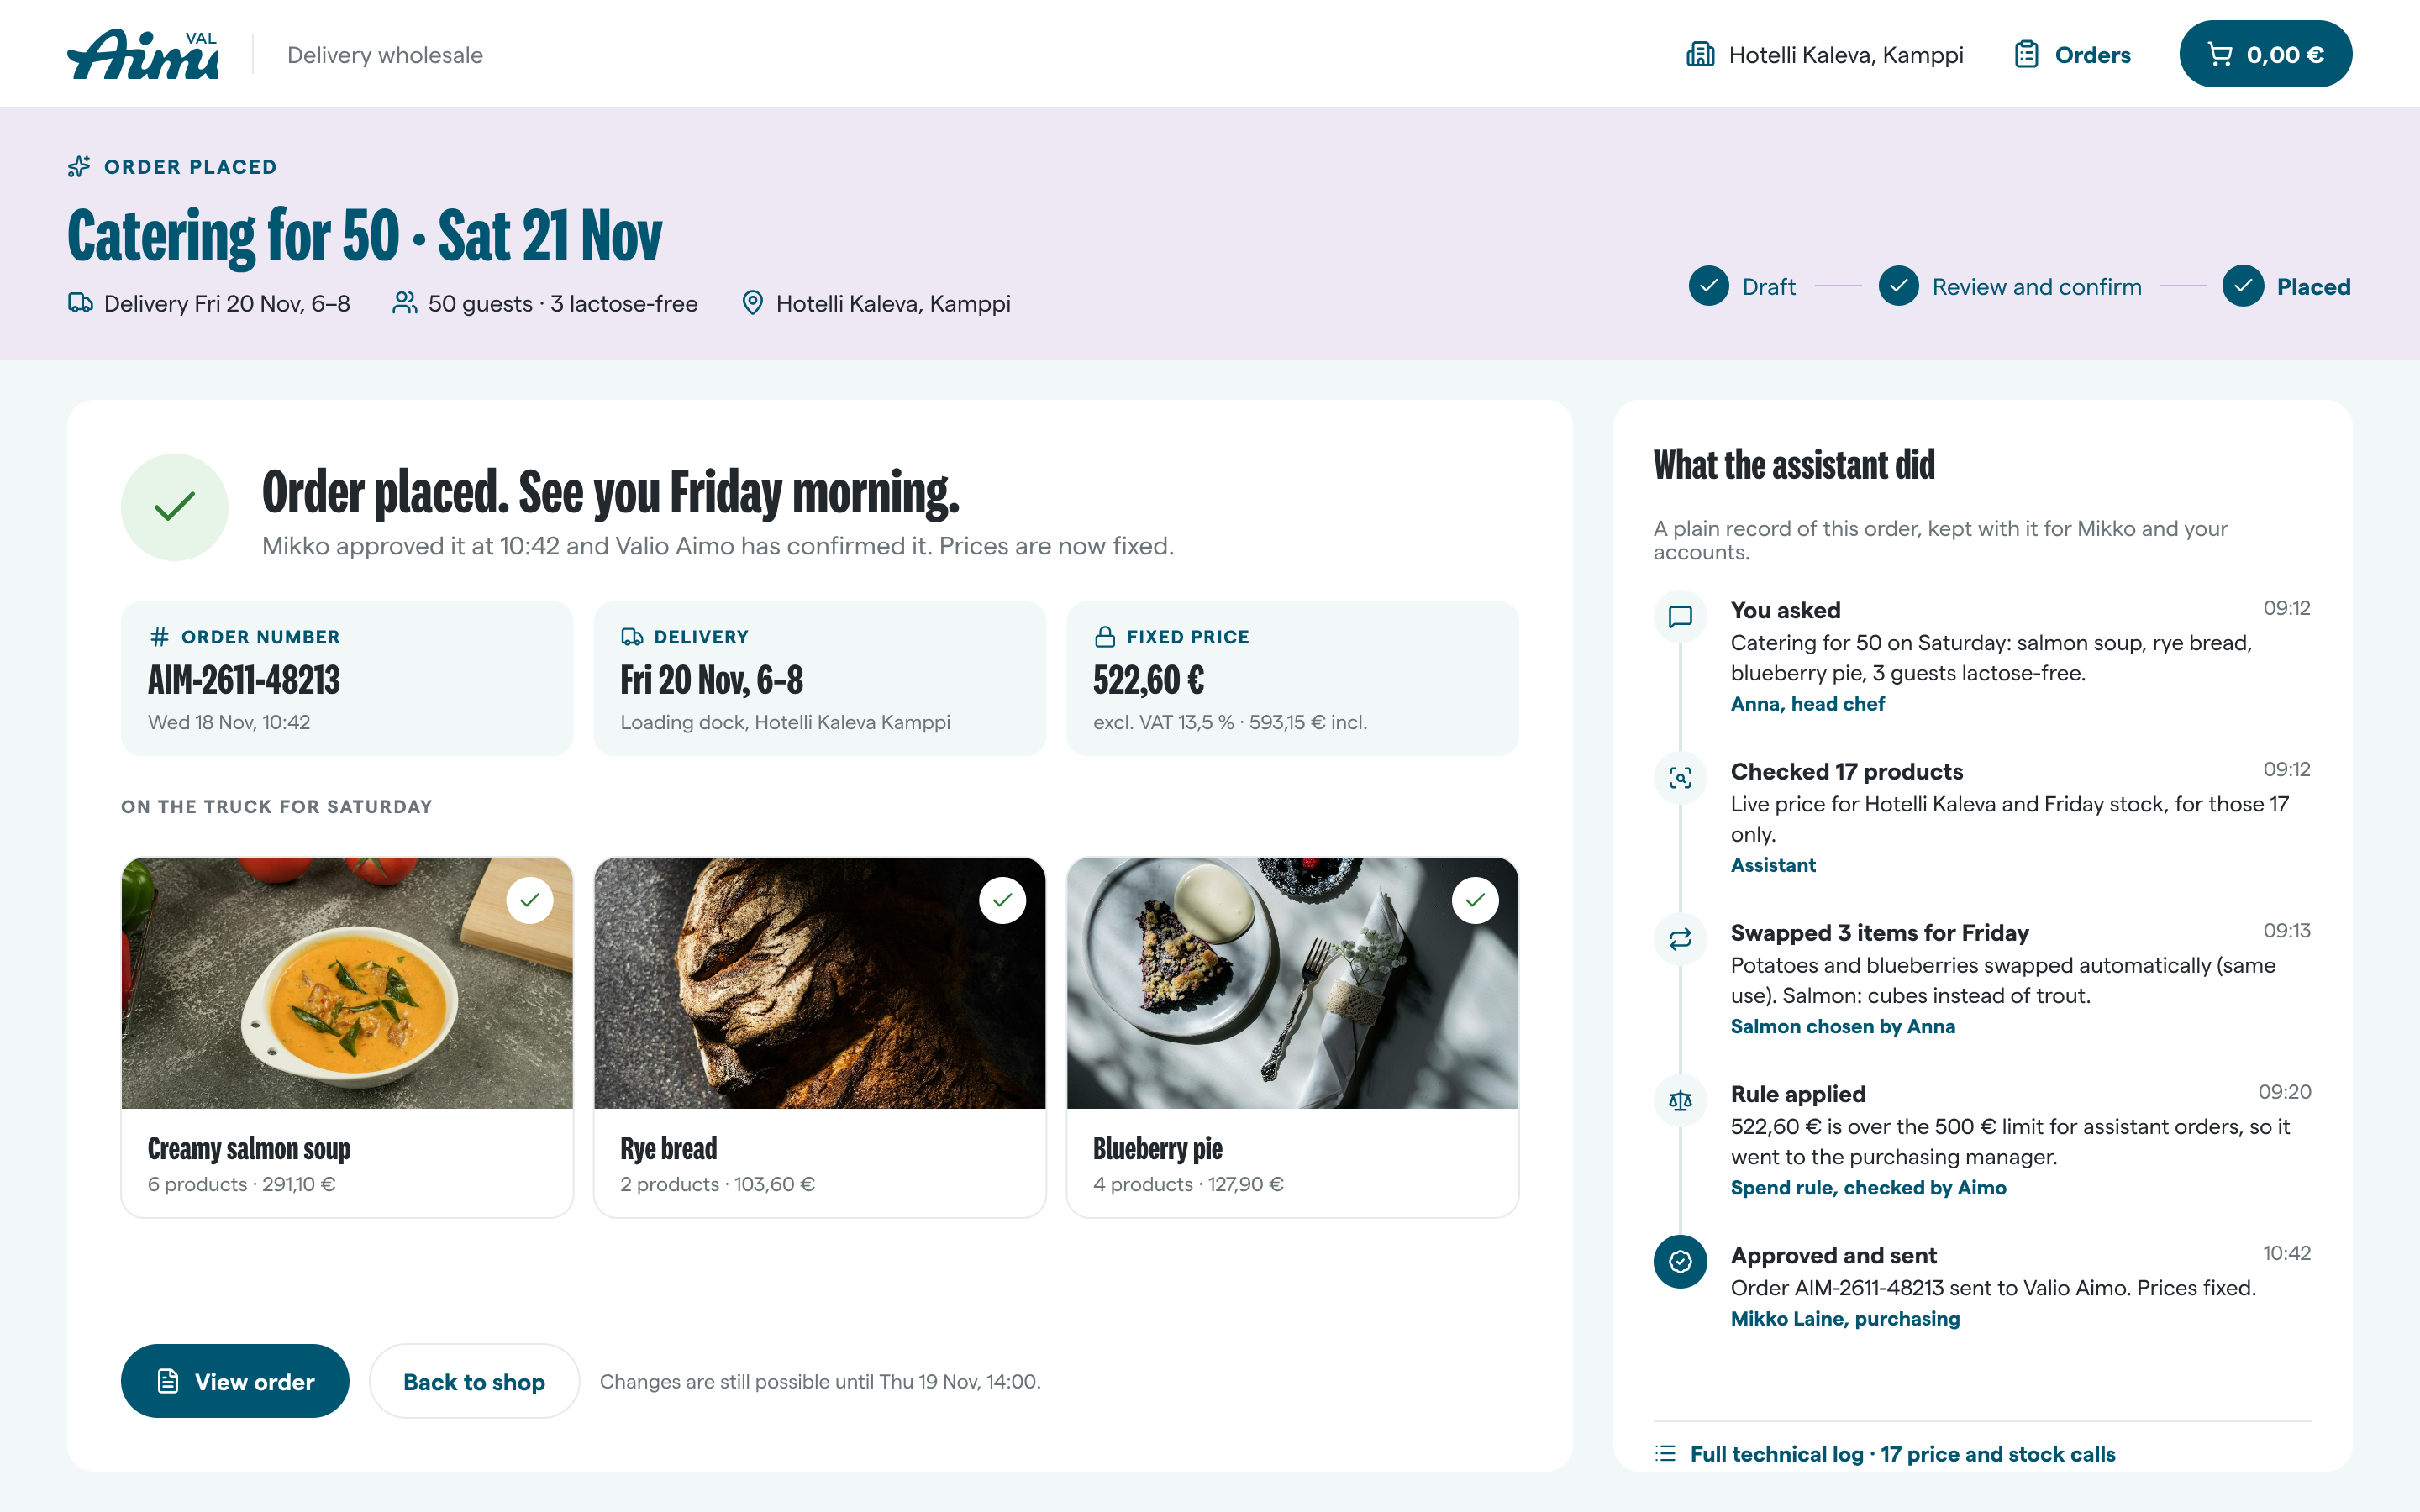 VAL
Aimo
Delivery wholesale
Hotelli Kaleva, Kamppi
Orders
0,00 €
ORDER PLACED
Catering for 50 · Sat 21 Nov
Delivery Fri 20 Nov, 6–8
50 guests · 3 lactose-free
Hotelli Kaleva, Kamppi
Draft
Review and confirm
Placed
Order placed. See you Friday morning.
Mikko approved it at 10:42 and Valio Aimo has confirmed it. Prices are now fixed.
ORDER NUMBER
AIM-2611-48213
Wed 18 Nov, 10:42
DELIVERY
Fri 20 Nov, 6–8
Loading dock, Hotelli Kaleva Kamppi
FIXED PRICE
522,60 €
excl. VAT 13,5 % · 593,15 € incl.
ON THE TRUCK FOR SATURDAY
Creamy salmon soup
6 products · 291,10 €
Rye bread
2 products · 103,60 €
Blueberry pie
4 products · 127,90 €
View order
Back to shop
Changes are still possible until Thu 19 Nov, 14:00.
What the assistant did
A plain record of this order, kept with it for Mikko and your
accounts.
You asked
09:12
Catering for 50 on Saturday: salmon soup, rye bread,
blueberry pie, 3 guests lactose-free.
Anna, head chef
Checked 17 products
09:12
Live price for Hotelli Kaleva and Friday stock, for those 17
only.
Assistant
Swapped 3 items for Friday
09:13
Potatoes and blueberries swapped automatically (same
use). Salmon: cubes instead of trout.
Salmon chosen by Anna
Rule applied
09:20
522,60 € is over the 500 € limit for assistant orders, so it
went to the purchasing manager.
Spend rule, checked by Aimo
Approved and sent
10:42
Order AIM-2611-48213 sent to Valio Aimo. Prices fixed.
Mikko Laine, purchasing
Full technical log · 17 price and stock calls